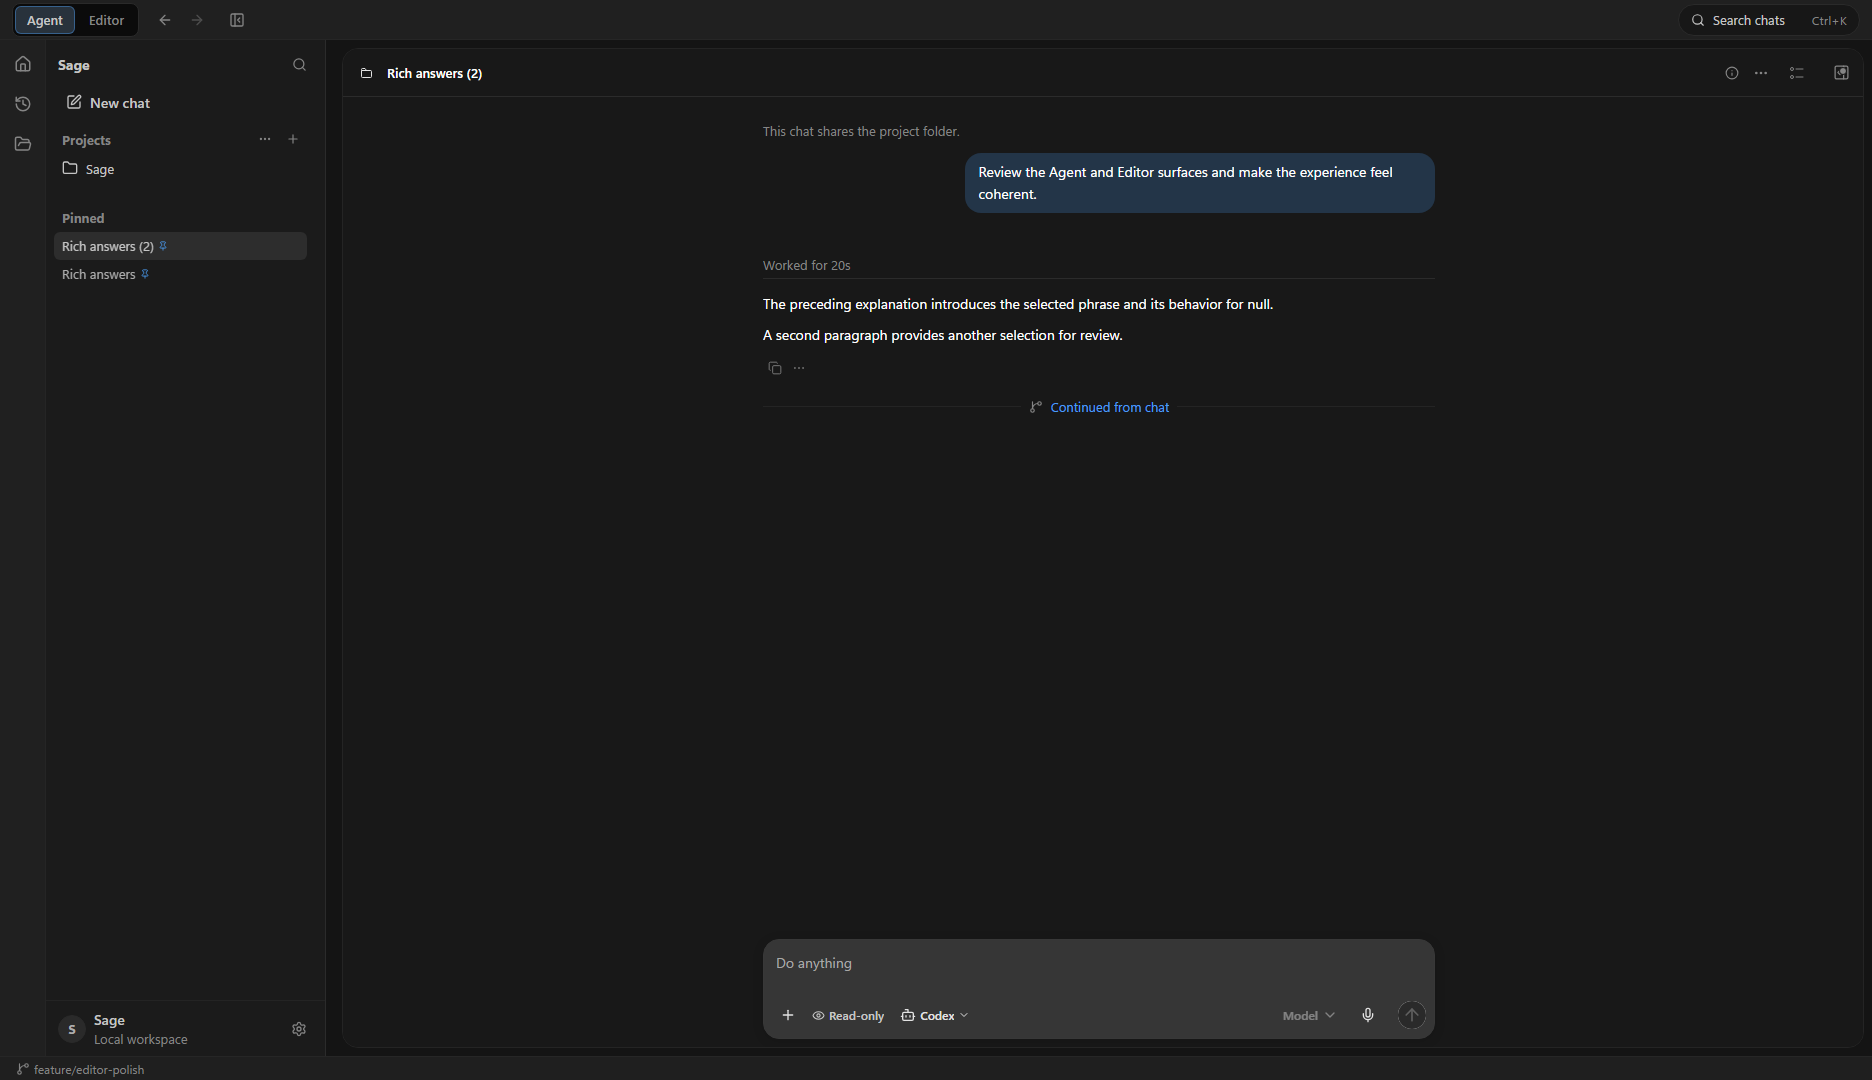 Agent
Editor
Search chats
Ctrl+K
Sage
New chat
Projects
Sage
Pinned
Rich answers (2)
Rich answers
Rich answers (2)
This chat shares the project folder.
Review the Agent and Editor surfaces and make the experience feel
coherent.
Worked for 20s
The preceding explanation introduces the selected phrase and its behavior for null.
A second paragraph provides another selection for review.
Continued from chat
Do anything
Read-only
Codex
Model
S
Sage
Local workspace
feature/editor-polish